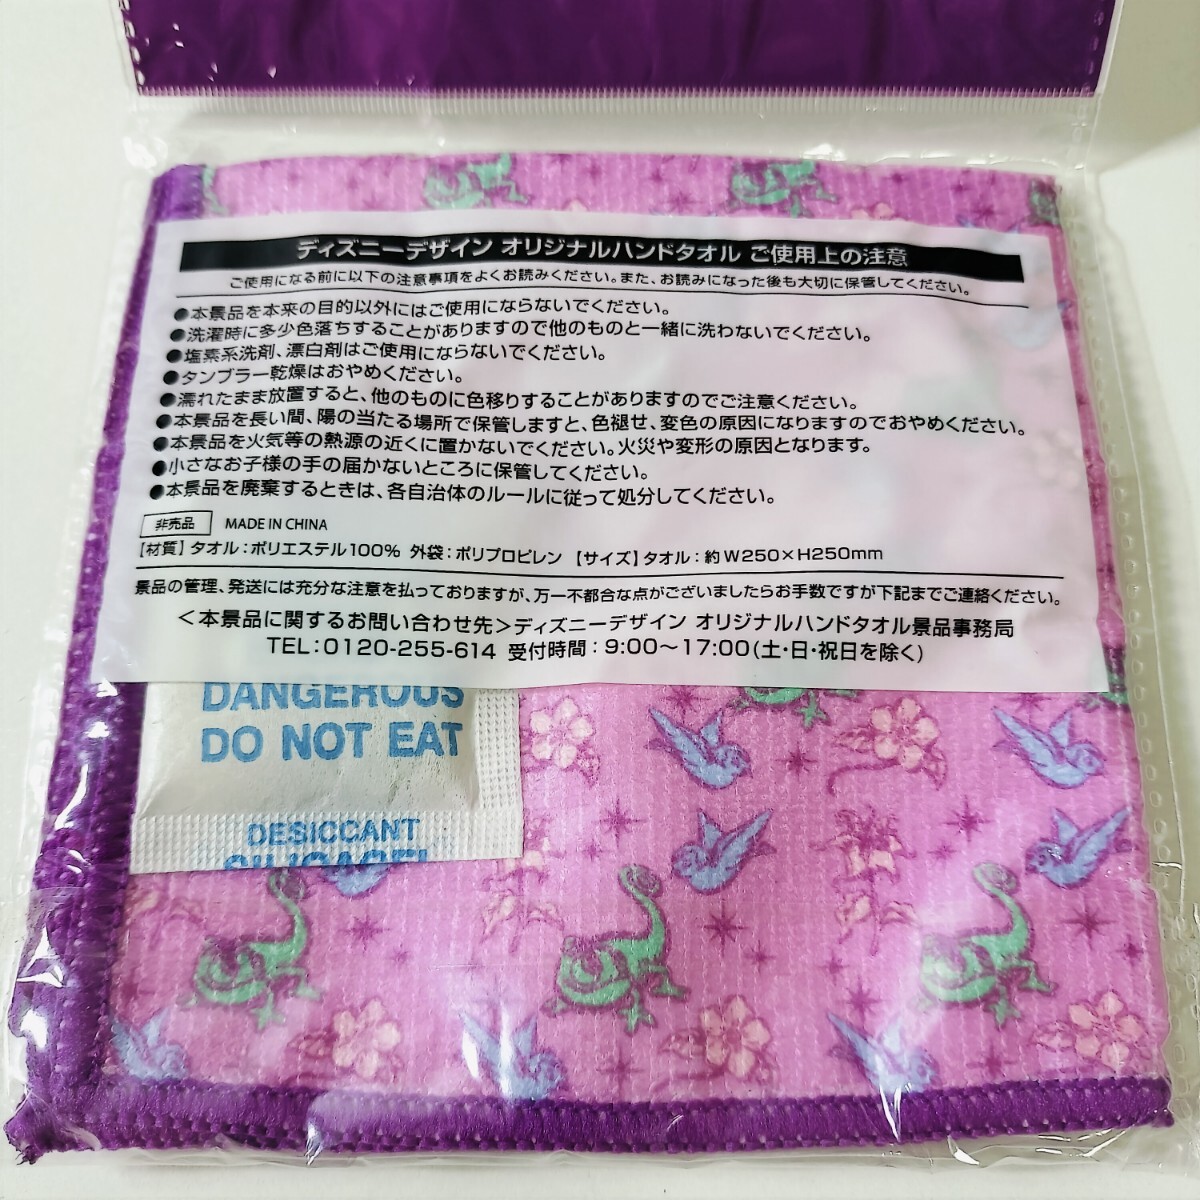 ディズニーデザイン オリジナルハンドタオル ご使用上の注意
ご使用になる前に以下の注意事項をよくお読みください。また、お読みになった後も大切に保管してください。
●本景品を本来の目的以外にはご使用にならないでください。
●洗濯時に多少色落ちすることがありますので他のものと一緒に洗わないでください。
●塩素系洗剤、漂白剤はご使用にならないでください。
●タンブラー乾燥はおやめください。
●濡れたまま放置すると、他のものに色移りすることがありますのでご注意ください。
●本景品を長い間、陽の当たる場所で保管しますと、色褪せ、変色の原因になりますのでおやめください。
●本景品を火気等の熱源の近くに置かないでください。火災や変形の原因となります。
●小さなお子様の手の届かないところに保管してください。
●本景品を廃棄するときは、各自治体のルールに従って処分してください。
非売品 MADE IN CHINA
【材質】タオル：ポリエステル100% 外袋：ポリプロピレン 【サイズ】タオル：約W250×H250mm
景品の管理、発送には充分な注意を払っておりますが、万一不都合な点がございましたらお手数ですが下記までご連絡ください。
＜本景品に関するお問い合わせ先＞ディズニーデザイン オリジナルハンドタオル景品事務局
TEL：0120-255-614 受付時間：9:00～17:00(土・日・祝日を除く)
DANGEROUS
DO NOT EAT
DESICCANT
SILICAGEL